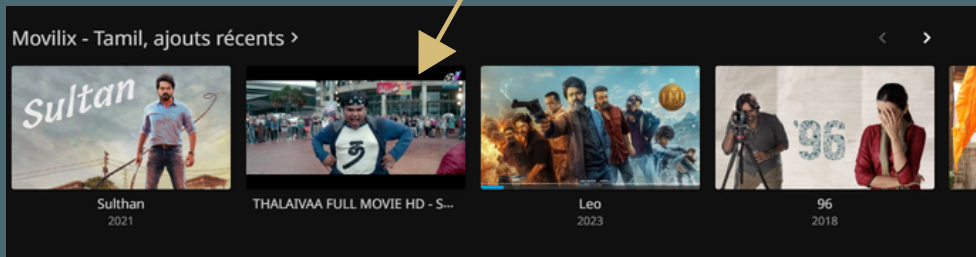 Movilix - Tamil, ajouts récents
Sultan
த
'96
Sulthan
2021
THALAIVAA FULL MOVIE HD - S...
Leo
2023
96
2018